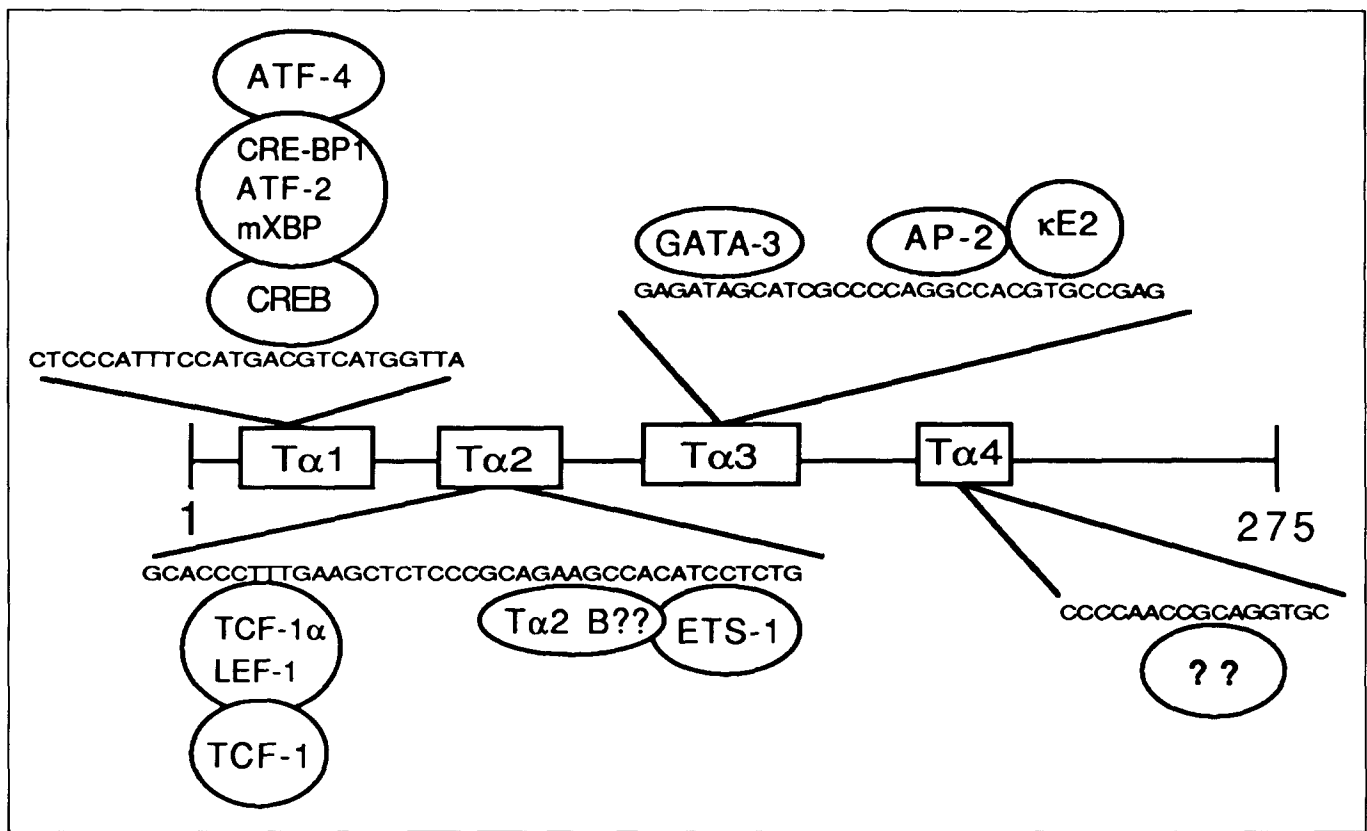 ATF-4
CRE-BP1
ATF-2
mXBP
CREB
CTCCCATTTCCATGACGTCATGGTTA
GATA-3
AP-2
κE2
GAGATAGCATCGCCCCAGGCCACGTGCCGAG
Tα1
Tα2
Tα3
Tα4
1
275
GCACCCTTTGAAGCTCTCCCGCAGAAGCCACATCCTCTG
TCF-1α
LEF-1
TCF-1
Tα2 B??
ETS-1
CCCCAACCGCAGGTGC
? ?